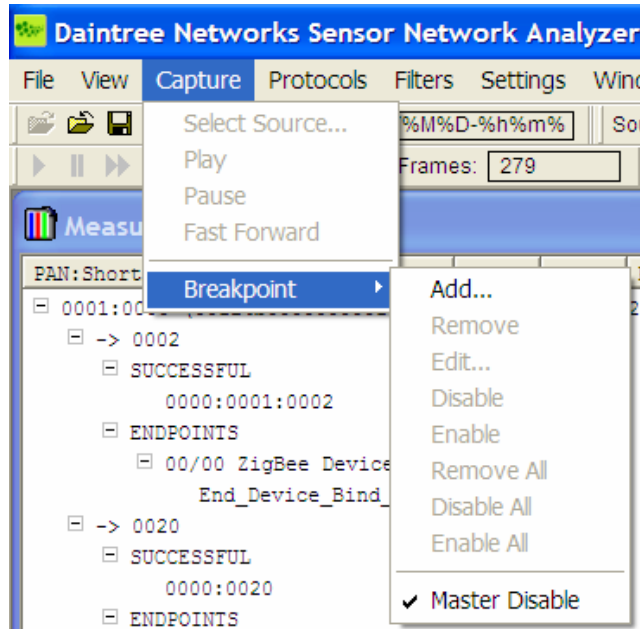 Daintree Networks Sensor Network Analyzer
File View Capture Protocols Filters Settings
%M%D-%h%m%
Select Source...
Play
Frames: 279
Pause
Fast Forward
Measu
PAN:Short
Breakpoint
Add...
Remove
Edit...
Disable
Enable
Remove All
Disable All
Enable All
Master Disable
-> 0002
SUCCESSFUL
0000:0001:0002
ENDPOINTS
00/00 ZigBee Device
End_Device_Bind_
-> 0020
SUCCESSFUL
0000:0020
ENDPOINTS